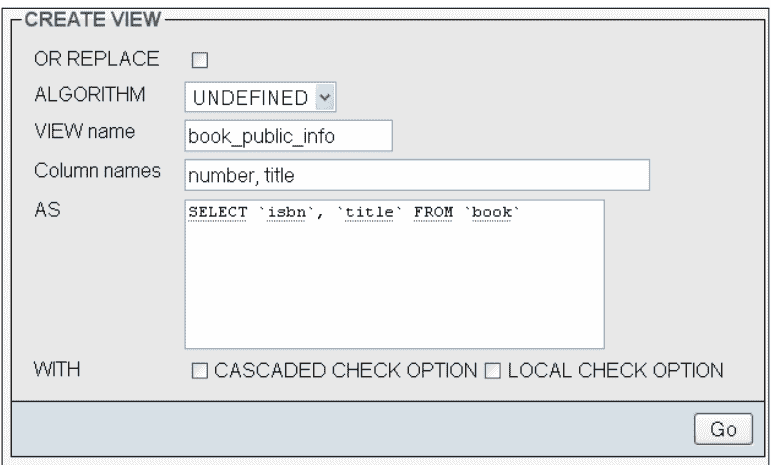 CREATE VIEW
OR REPLACE
ALGORITHM UNDEFINED
VIEW name book_public_info
Column names number, title
AS SELECT `isbn`, `title` FROM `book`
WITH CASCADED CHECK OPTION LOCAL CHECK OPTION
Go